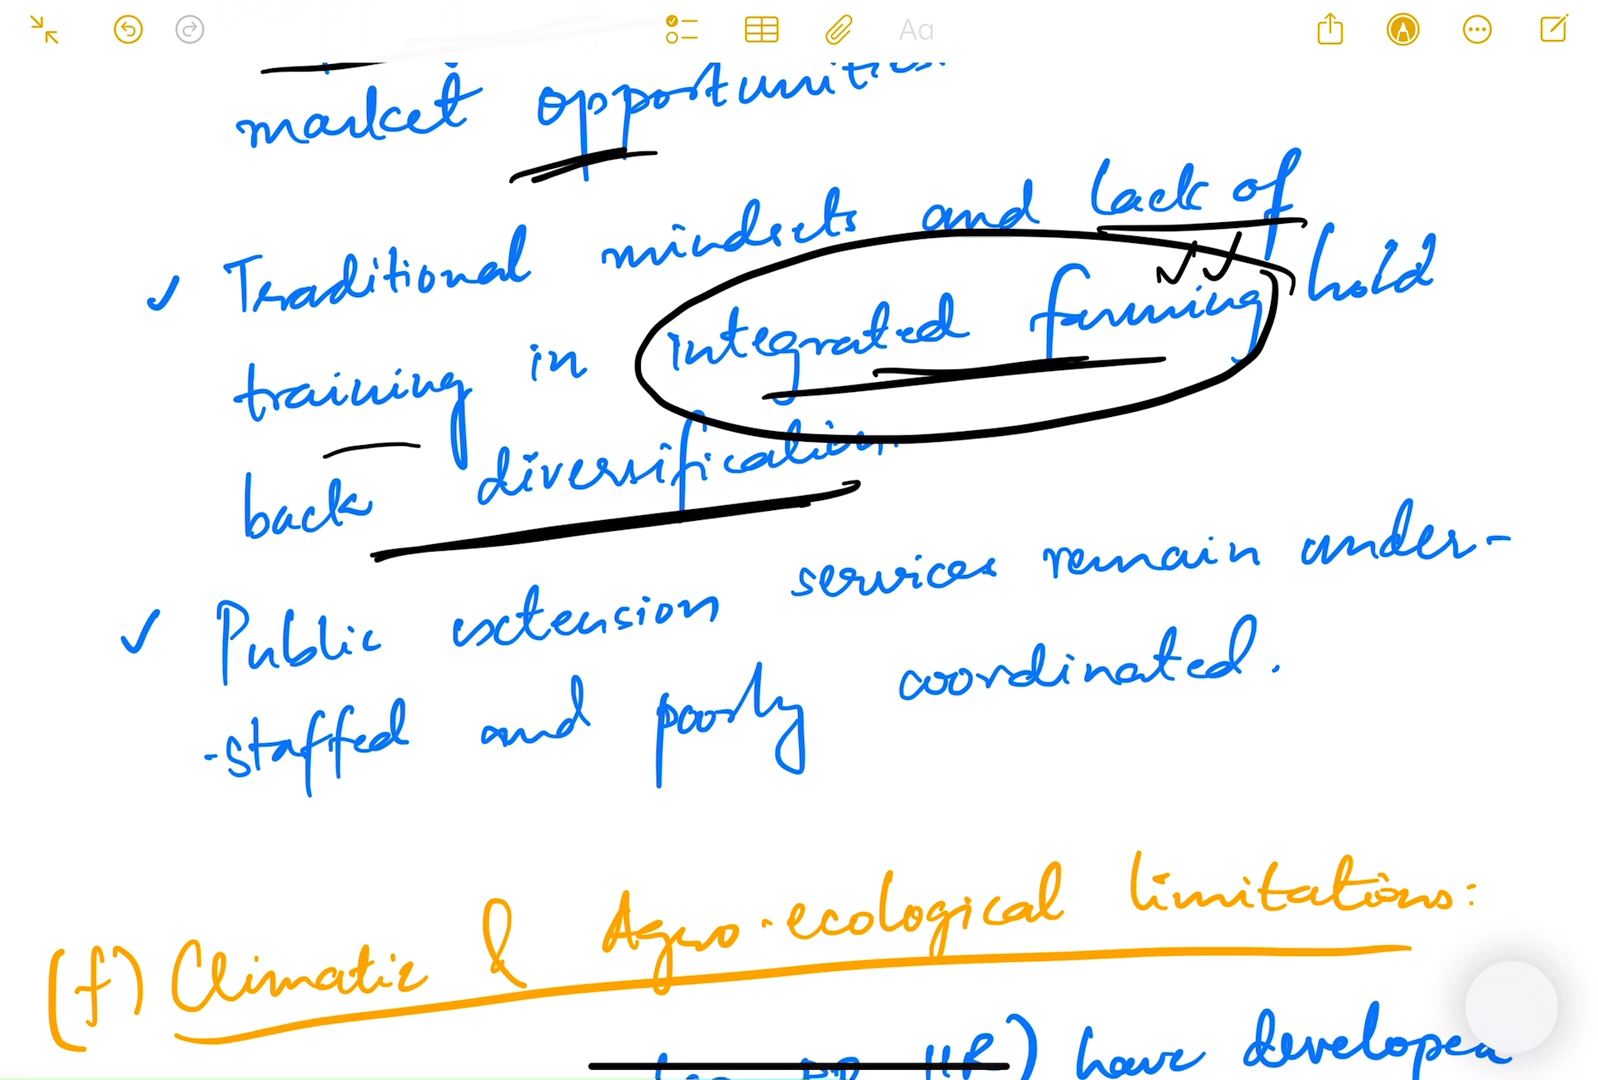 Aa
market opportunities
✓ Traditional mindsets and lack of
training in integrated farming hold
back diversification.
✓ Public extension services remain under-
-staffed and poorly coordinated.
(f) Climatic & Agro-ecological limitations:
) have developed